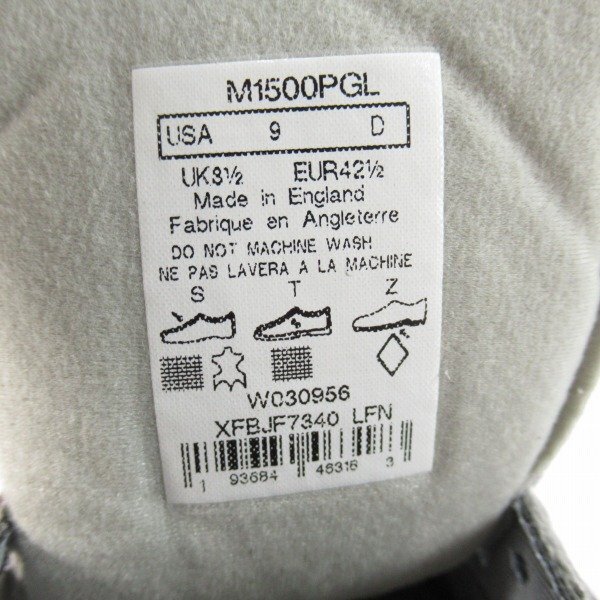 M1500PGL
USA 9 D
UK8½ EUR42½
Made in England
Fabrique en Angleterre
DO NOT MACHINE WASH
NE PAS LAVERA A LA MACHINE
S T Z
W030956
XFBJF7340 LFN
1 93684 46316 3